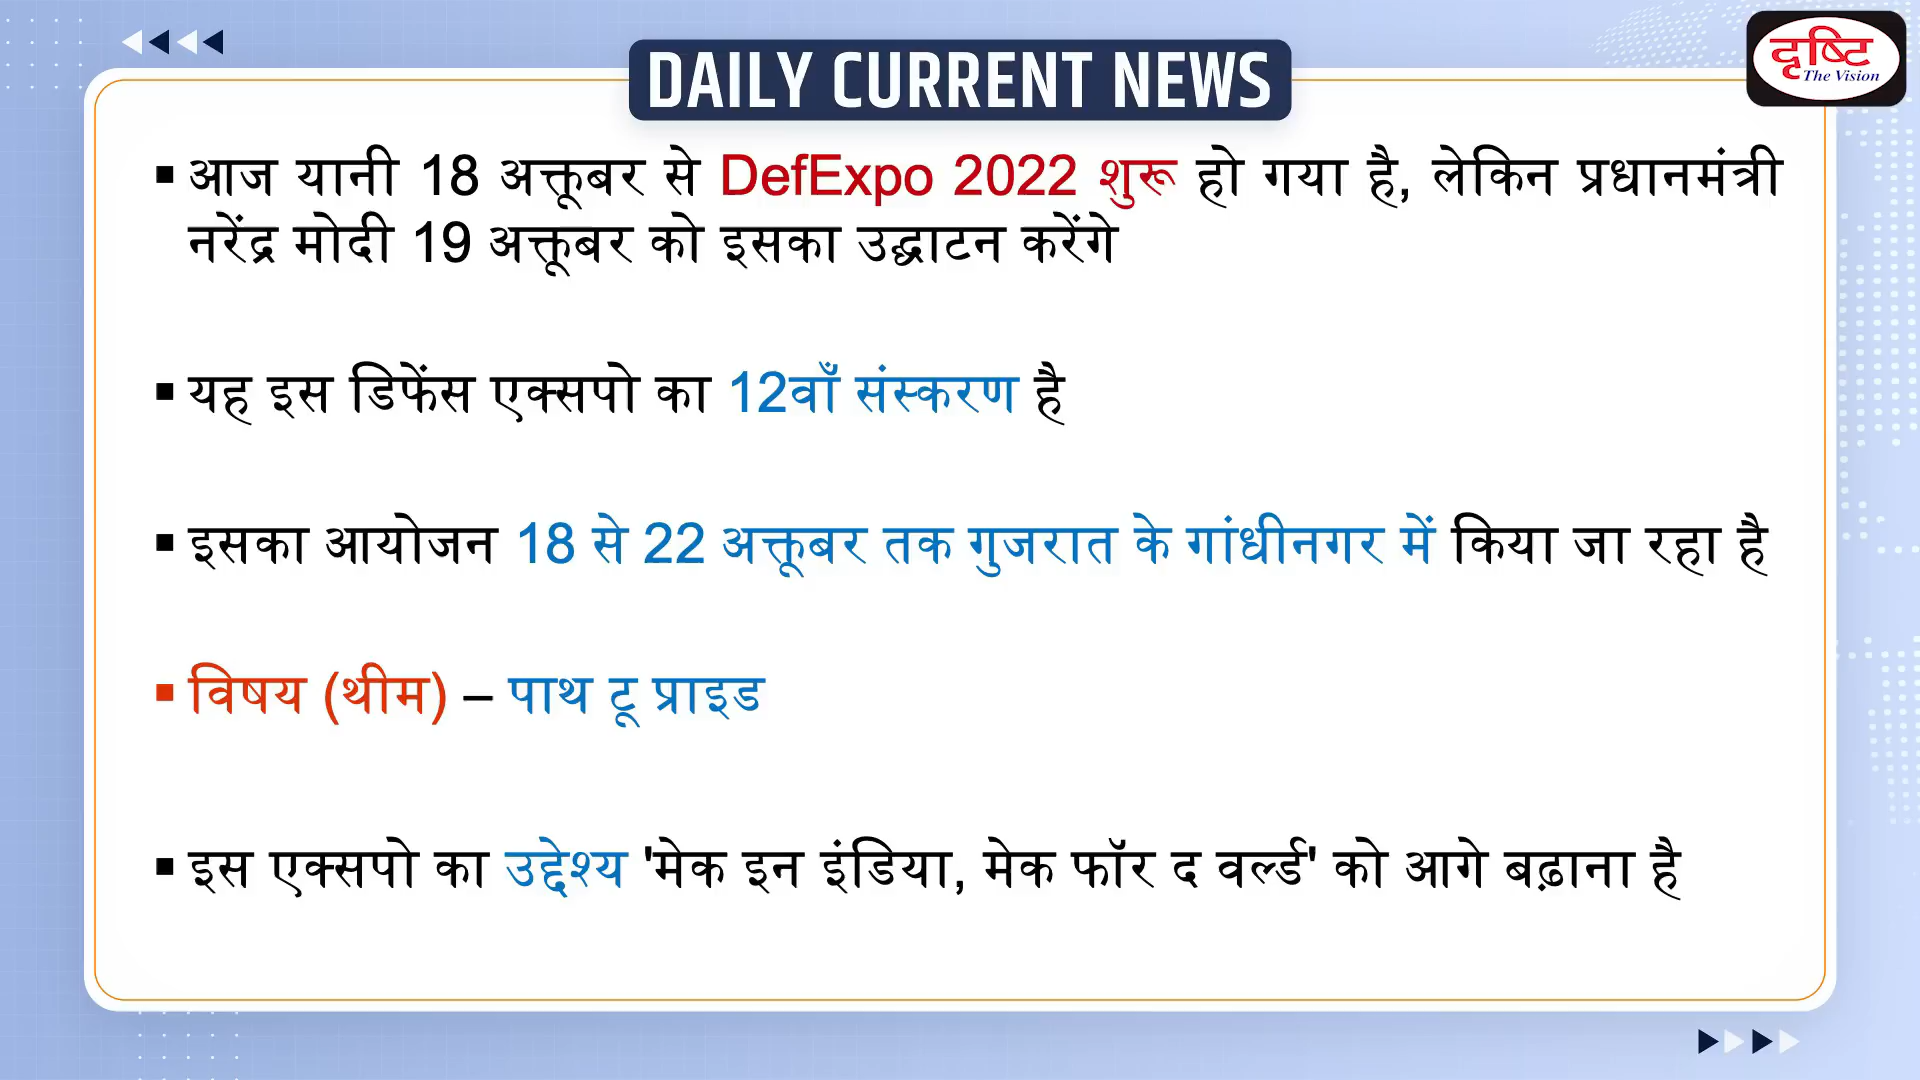 DAILY CURRENT NEWS
दृष्टि
The Vision
▪ आज यानी 18 अक्तूबर से DefExpo 2022 शुरू हो गया है, लेकिन प्रधानमंत्री
नरेंद्र मोदी 19 अक्तूबर को इसका उद्घाटन करेंगे
▪ यह इस डिफेंस एक्सपो का 12वाँ संस्करण है
▪ इसका आयोजन 18 से 22 अक्तूबर तक गुजरात के गांधीनगर में किया जा रहा है
▪ विषय (थीम) – पाथ टू प्राइड
▪ इस एक्सपो का उद्देश्य 'मेक इन इंडिया, मेक फॉर द वर्ल्ड' को आगे बढ़ाना है